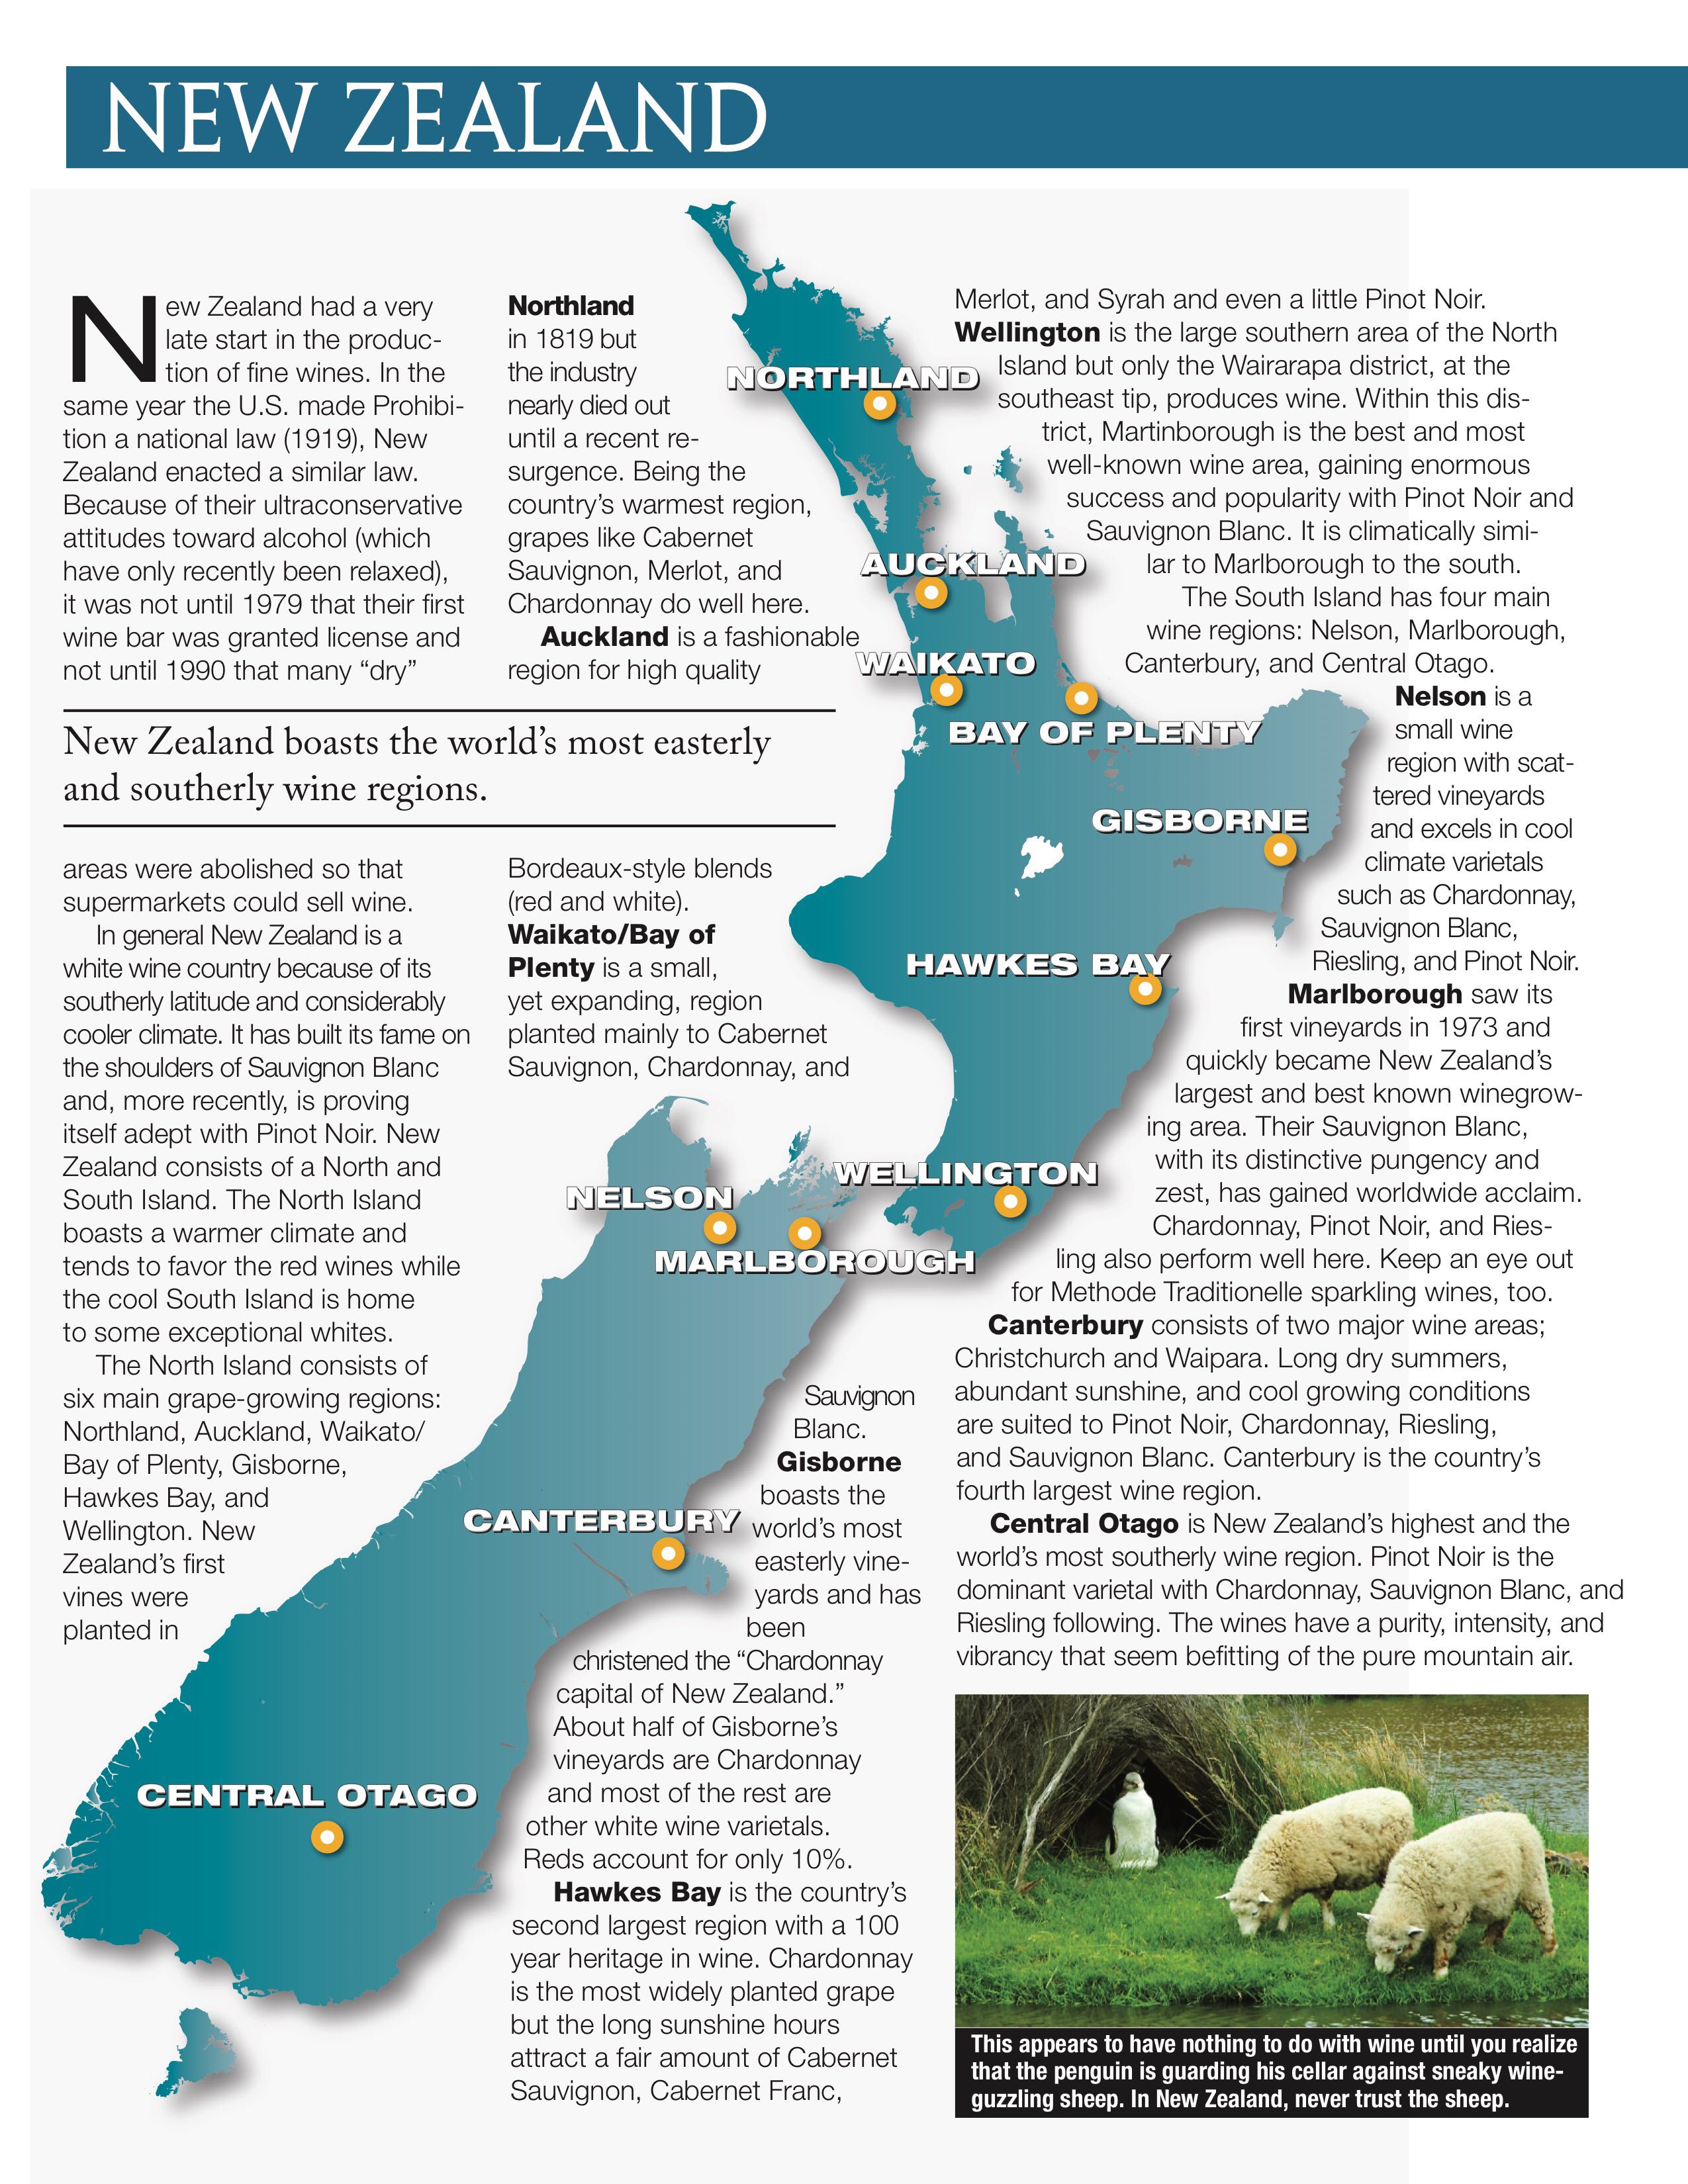 NEW ZEALAND
New Zealand had a very
late start in the produc-
tion of fine wines. In the
same year the U.S. made Prohibi-
tion a national law (1919), New
Zealand enacted a similar law.
Because of their ultraconservative
attitudes toward alcohol (which
have only recently been relaxed),
it was not until 1979 that their first
wine bar was granted license and
not until 1990 that many “dry”
New Zealand boasts the world’s most easterly
and southerly wine regions.
areas were abolished so that
supermarkets could sell wine.
In general New Zealand is a
white wine country because of its
southerly latitude and considerably
cooler climate. It has built its fame on
the shoulders of Sauvignon Blanc
and, more recently, is proving
itself adept with Pinot Noir. New
Zealand consists of a North and
South Island. The North Island
boasts a warmer climate and
tends to favor the red wines while
the cool South Island is home
to some exceptional whites.
The North Island consists of
six main grape-growing regions:
Northland, Auckland, Waikato/
Bay of Plenty, Gisborne,
Hawkes Bay, and
Wellington. New
Zealand’s first
vines were
planted in
Northland
in 1819 but
the industry
nearly died out
until a recent re-
surgence. Being the
country’s warmest region,
grapes like Cabernet
Sauvignon, Merlot, and
Chardonnay do well here.
Auckland is a fashionable
region for high quality
Bordeaux-style blends
(red and white).
Waikato/Bay of
Plenty is a small,
yet expanding, region
planted mainly to Cabernet
Sauvignon, Chardonnay, and
Sauvignon
Blanc.
Gisborne
boasts the
world’s most
easterly vine-
yards and has
been
christened the “Chardonnay
capital of New Zealand.”
About half of Gisborne’s
vineyards are Chardonnay
and most of the rest are
other white wine varietals.
Reds account for only 10%.
Hawkes Bay is the country’s
second largest region with a 100
year heritage in wine. Chardonnay
is the most widely planted grape
but the long sunshine hours
attract a fair amount of Cabernet
Sauvignon, Cabernet Franc,
Merlot, and Syrah and even a little Pinot Noir.
Wellington is the large southern area of the North
Island but only the Wairarapa district, at the
southeast tip, produces wine. Within this dis-
trict, Martinborough is the best and most
well-known wine area, gaining enormous
success and popularity with Pinot Noir and
Sauvignon Blanc. It is climatically simi-
lar to Marlborough to the south.
The South Island has four main
wine regions: Nelson, Marlborough,
Canterbury, and Central Otago.
Nelson is a
small wine
region with scat-
tered vineyards
and excels in cool
climate varietals
such as Chardonnay,
Sauvignon Blanc,
Riesling, and Pinot Noir.
Marlborough saw its
first vineyards in 1973 and
quickly became New Zealand’s
largest and best known winegrow-
ing area. Their Sauvignon Blanc,
with its distinctive pungency and
zest, has gained worldwide acclaim.
Chardonnay, Pinot Noir, and Ries-
ling also perform well here. Keep an eye out
for Methode Traditionelle sparkling wines, too.
Canterbury consists of two major wine areas;
Christchurch and Waipara. Long dry summers,
abundant sunshine, and cool growing conditions
are suited to Pinot Noir, Chardonnay, Riesling,
and Sauvignon Blanc. Canterbury is the country’s
fourth largest wine region.
Central Otago is New Zealand’s highest and the
world’s most southerly wine region. Pinot Noir is the
dominant varietal with Chardonnay, Sauvignon Blanc, and
Riesling following. The wines have a purity, intensity, and
vibrancy that seem befitting of the pure mountain air.
NORTHLAND
AUCKLAND
WAIKATO
BAY OF PLENTY
GISBORNE
HAWKES BAY
WELLINGTON
NELSON
MARLBOROUGH
CANTERBURY
CENTRAL OTAGO
This appears to have nothing to do with wine until you realize
that the penguin is guarding his cellar against sneaky wine-
guzzling sheep. In New Zealand, never trust the sheep.